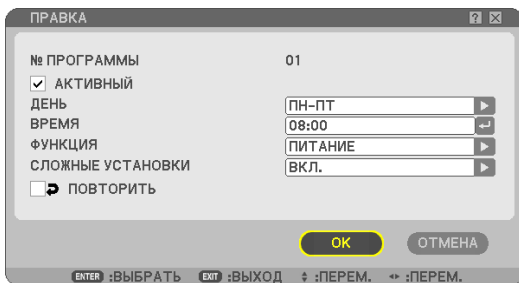 ПРАВКА
№ ПРОГРАММЫ 01
АКТИВНЫЙ
ДЕНЬ ПН-ПТ
ВРЕМЯ 08:00
ФУНКЦИЯ ПИТАНИЕ
СЛОЖНЫЕ УСТАНОВКИ ВКЛ.
ПОВТОРИТЬ
OK ОТМЕНА
ENTER :ВЫБРАТЬ EXIT :ВЫХОД :ПЕРЕМ. :ПЕРЕМ.